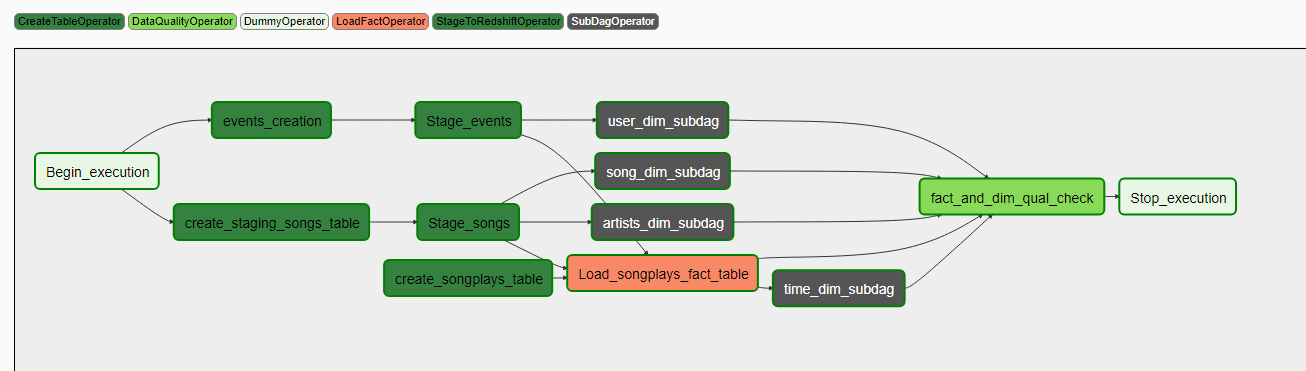 CreateTableOperator DataQualityOperator DummyOperator LoadFactOperator StageToRedshiftOperator SubDagOperator
events_creation Stage_events user_dim_subdag
Begin_execution song_dim_subdag
fact_and_dim_qual_check Stop_execution
create_staging_songs_table Stage_songs artists_dim_subdag
create_songplays_table Load_songplays_fact_table
time_dim_subdag